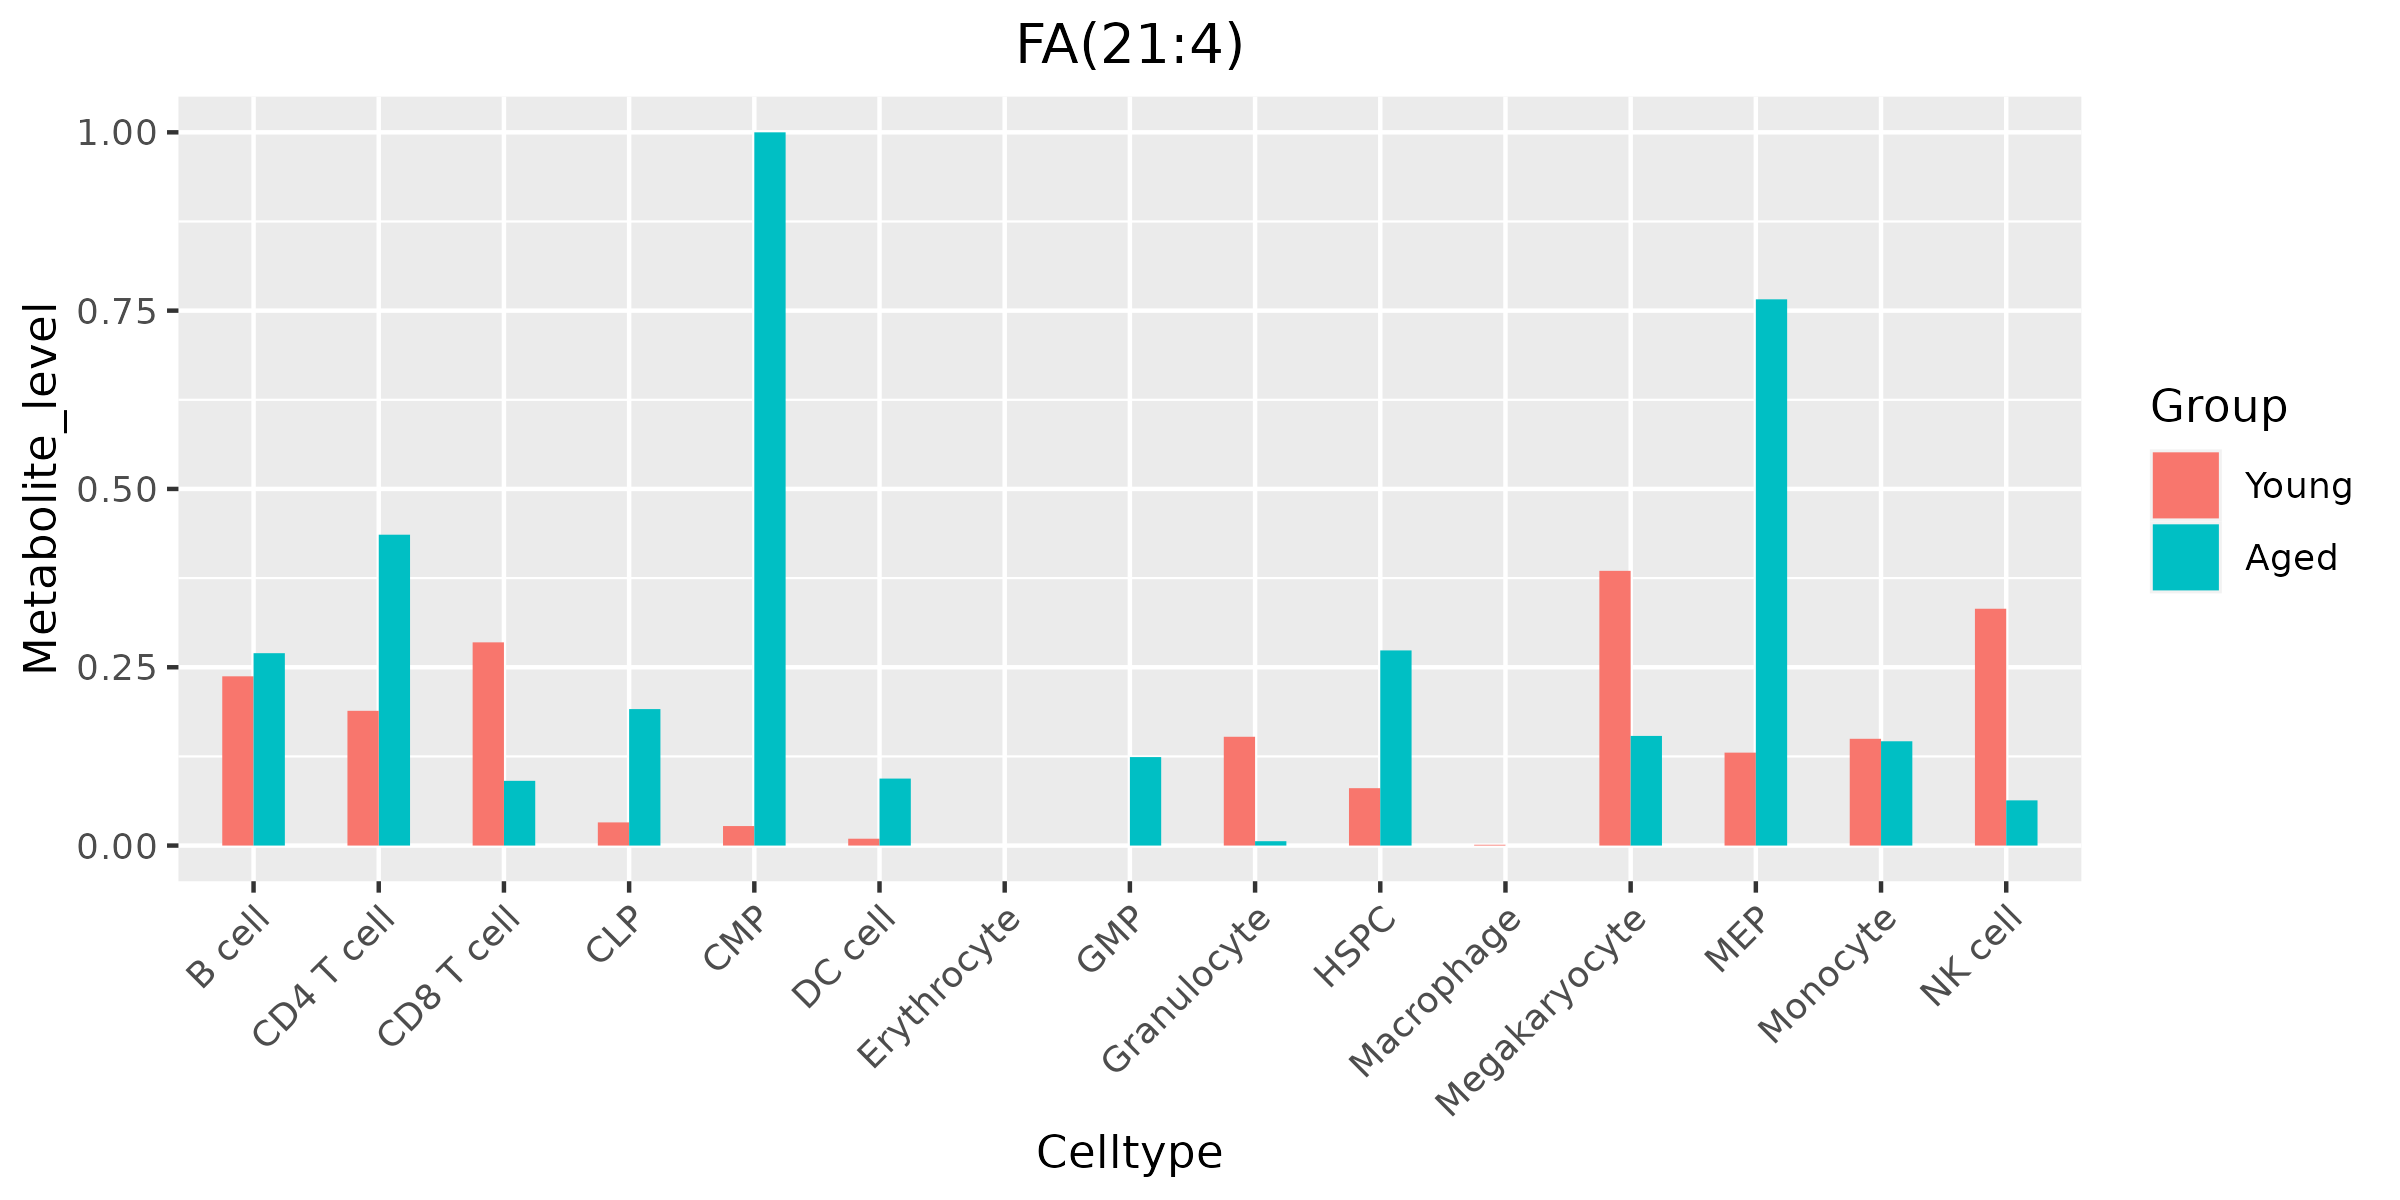 FA(21:4)
Metabolite_level
1.00
0.75
0.50
0.25
0.00
B cell
CD4 T cell
CD8 T cell
CLP
CMP
DC cell
Erythrocyte
GMP
Granulocyte
HSPC
Macrophage
Megakaryocyte
MEP
Monocyte
NK cell
Celltype
Group
Young
Aged